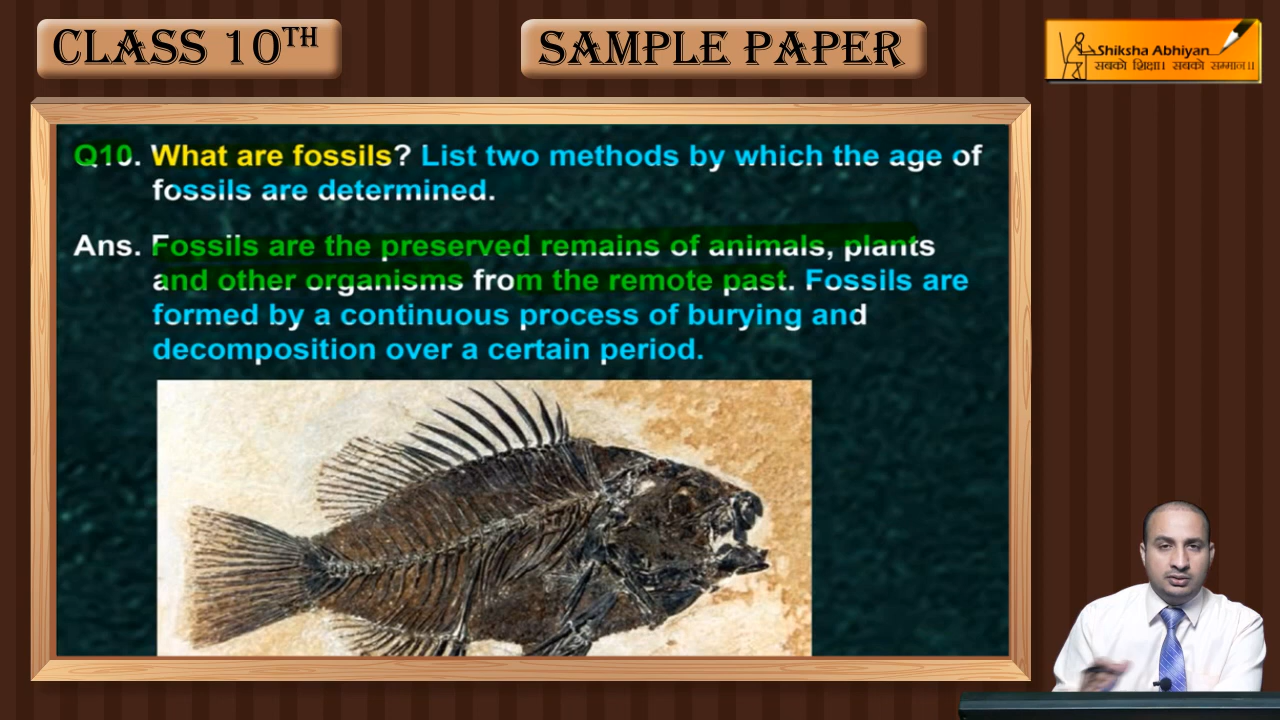 CLASS 10TH
SAMPLE PAPER
Shiksha Abhiyan
सबको शिक्षा। सबको सम्मान।।
Q10. What are fossils? List two methods by which the age of
fossils are determined.
Ans. Fossils are the preserved remains of animals, plants
and other organisms from the remote past. Fossils are
formed by a continuous process of burying and
decomposition over a certain period.